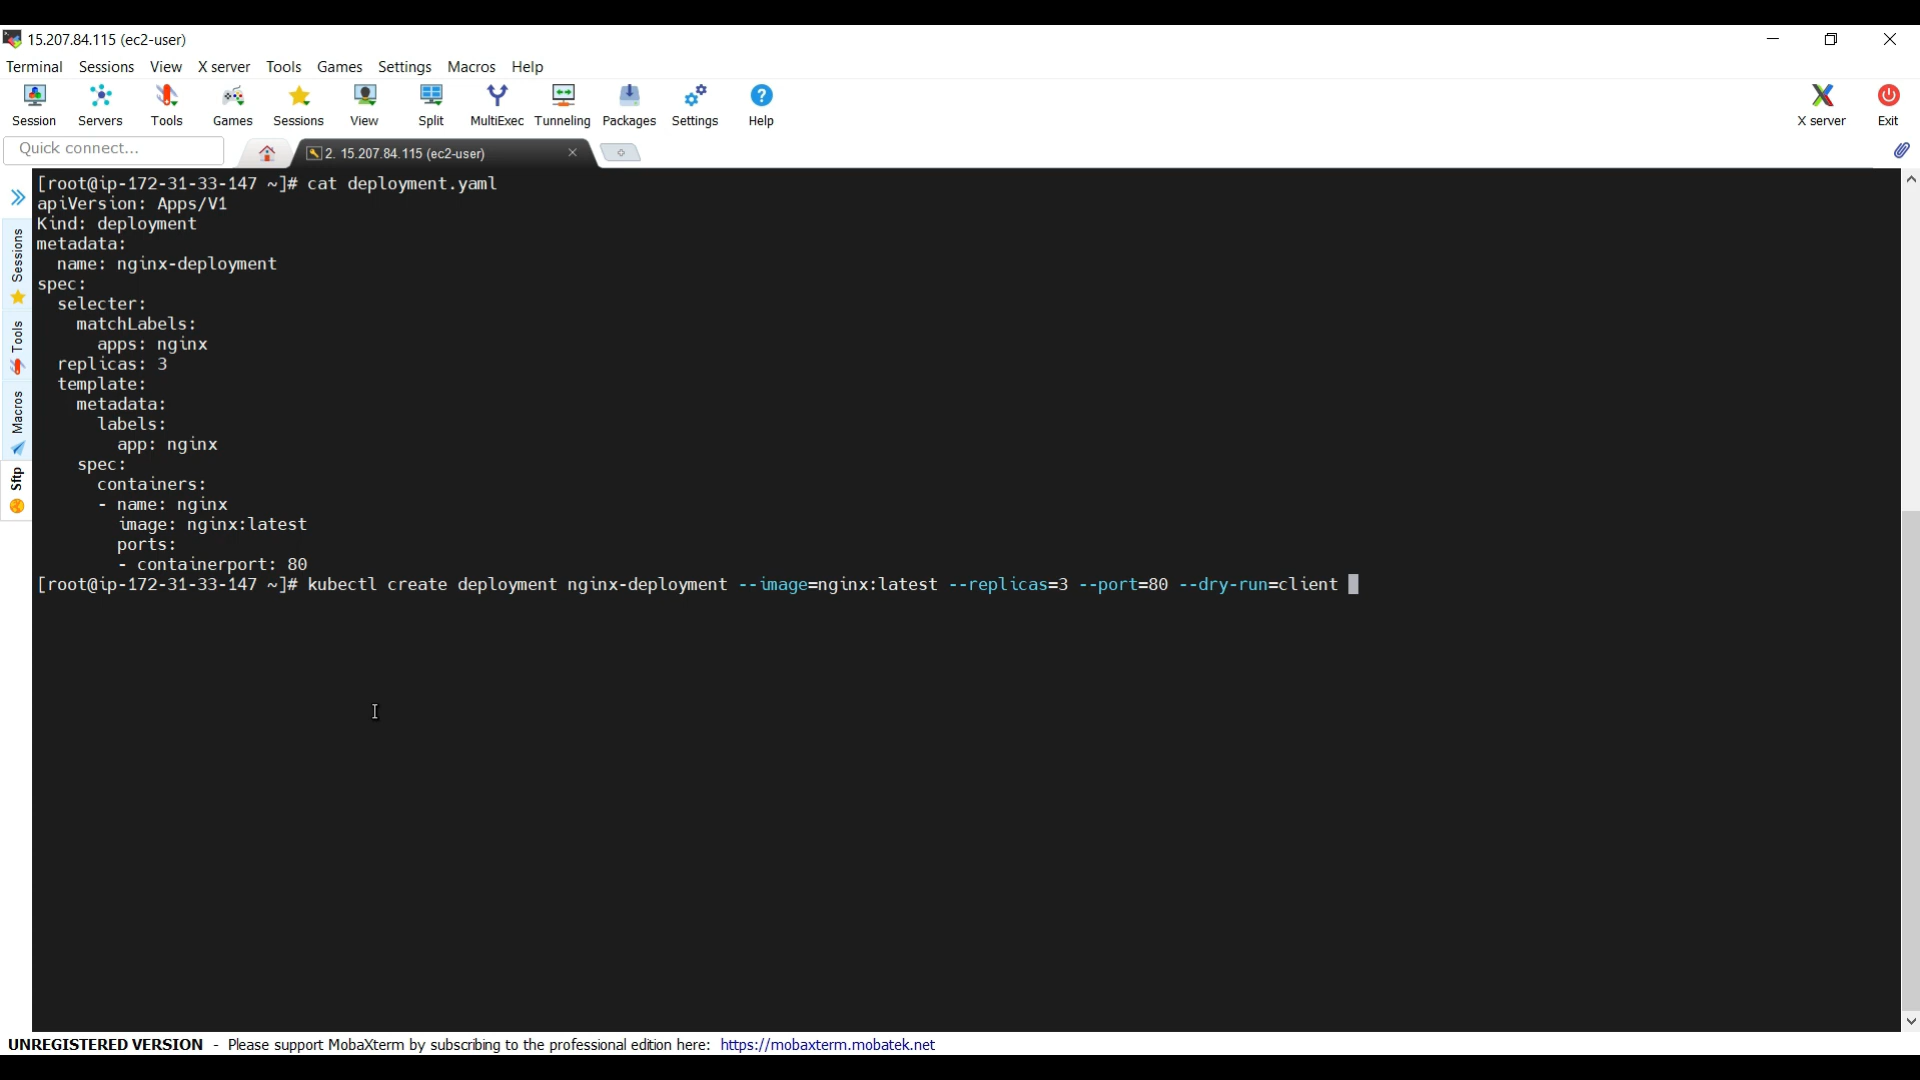 15.207.84.115 (ec2-user)
Terminal Sessions View X server Tools Games Settings Macros Help
Session Servers Tools Games Sessions View Split MultiExec Tunneling Packages Settings Help X server Exit
Quick connect... 2. 15.207.84.115 (ec2-user)
Sessions
Tools
Macros
Sftp
[root@ip-172-31-33-147 ~]# cat deployment.yaml
apiVersion: Apps/V1
Kind: deployment
metadata:
  name: nginx-deployment
spec:
  selecter:
    matchLabels:
      apps: nginx
  replicas: 3
  template:
    metadata:
      labels:
        app: nginx
    spec:
      containers:
      - name: nginx
        image: nginx:latest
        ports:
        - containerport: 80
[root@ip-172-31-33-147 ~]# kubectl create deployment nginx-deployment --image=nginx:latest --replicas=3 --port=80 --dry-run=client
UNREGISTERED VERSION - Please support MobaXterm by subscribing to the professional edition here: https://mobaxterm.mobatek.net